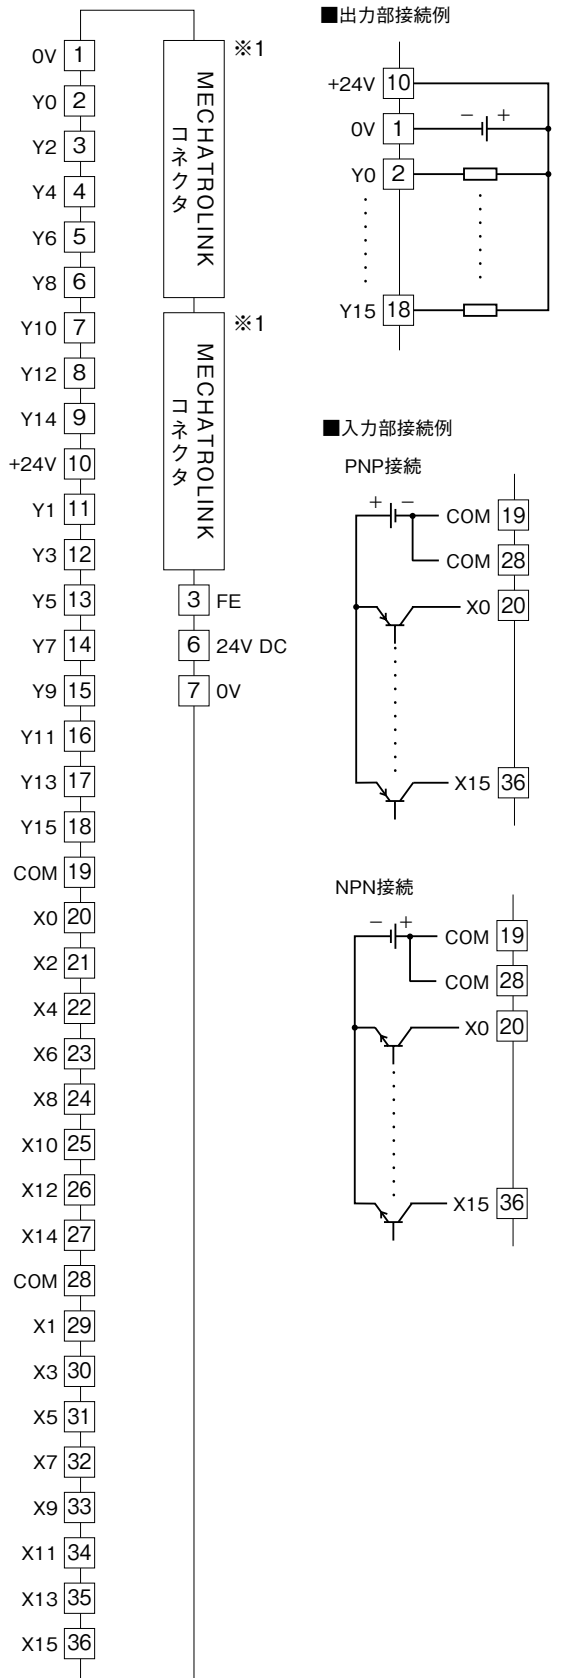 0V 1
Y0 2
Y2 3
Y4 4
Y6 5
Y8 6
Y10 7
Y12 8
Y14 9
+24V 10
Y1 11
Y3 12
Y5 13
Y7 14
Y9 15
Y11 16
Y13 17
Y15 18
COM 19
X0 20
X2 21
X4 22
X6 23
X8 24
X10 25
X12 26
X14 27
COM 28
X1 29
X3 30
X5 31
X7 32
X9 33
X11 34
X13 35
X15 36
MECHATROLINK
コネクタ
※1
MECHATROLINK
コネクタ
※1
3 FE
6 24V DC
7 0V
■出力部接続例
+24V 10
0V 1
− +
Y0 2
Y15 18
■入力部接続例
PNP接続
+ −
COM 19
COM 28
X0 20
X15 36
NPN接続
− +
COM 19
COM 28
X0 20
X15 36